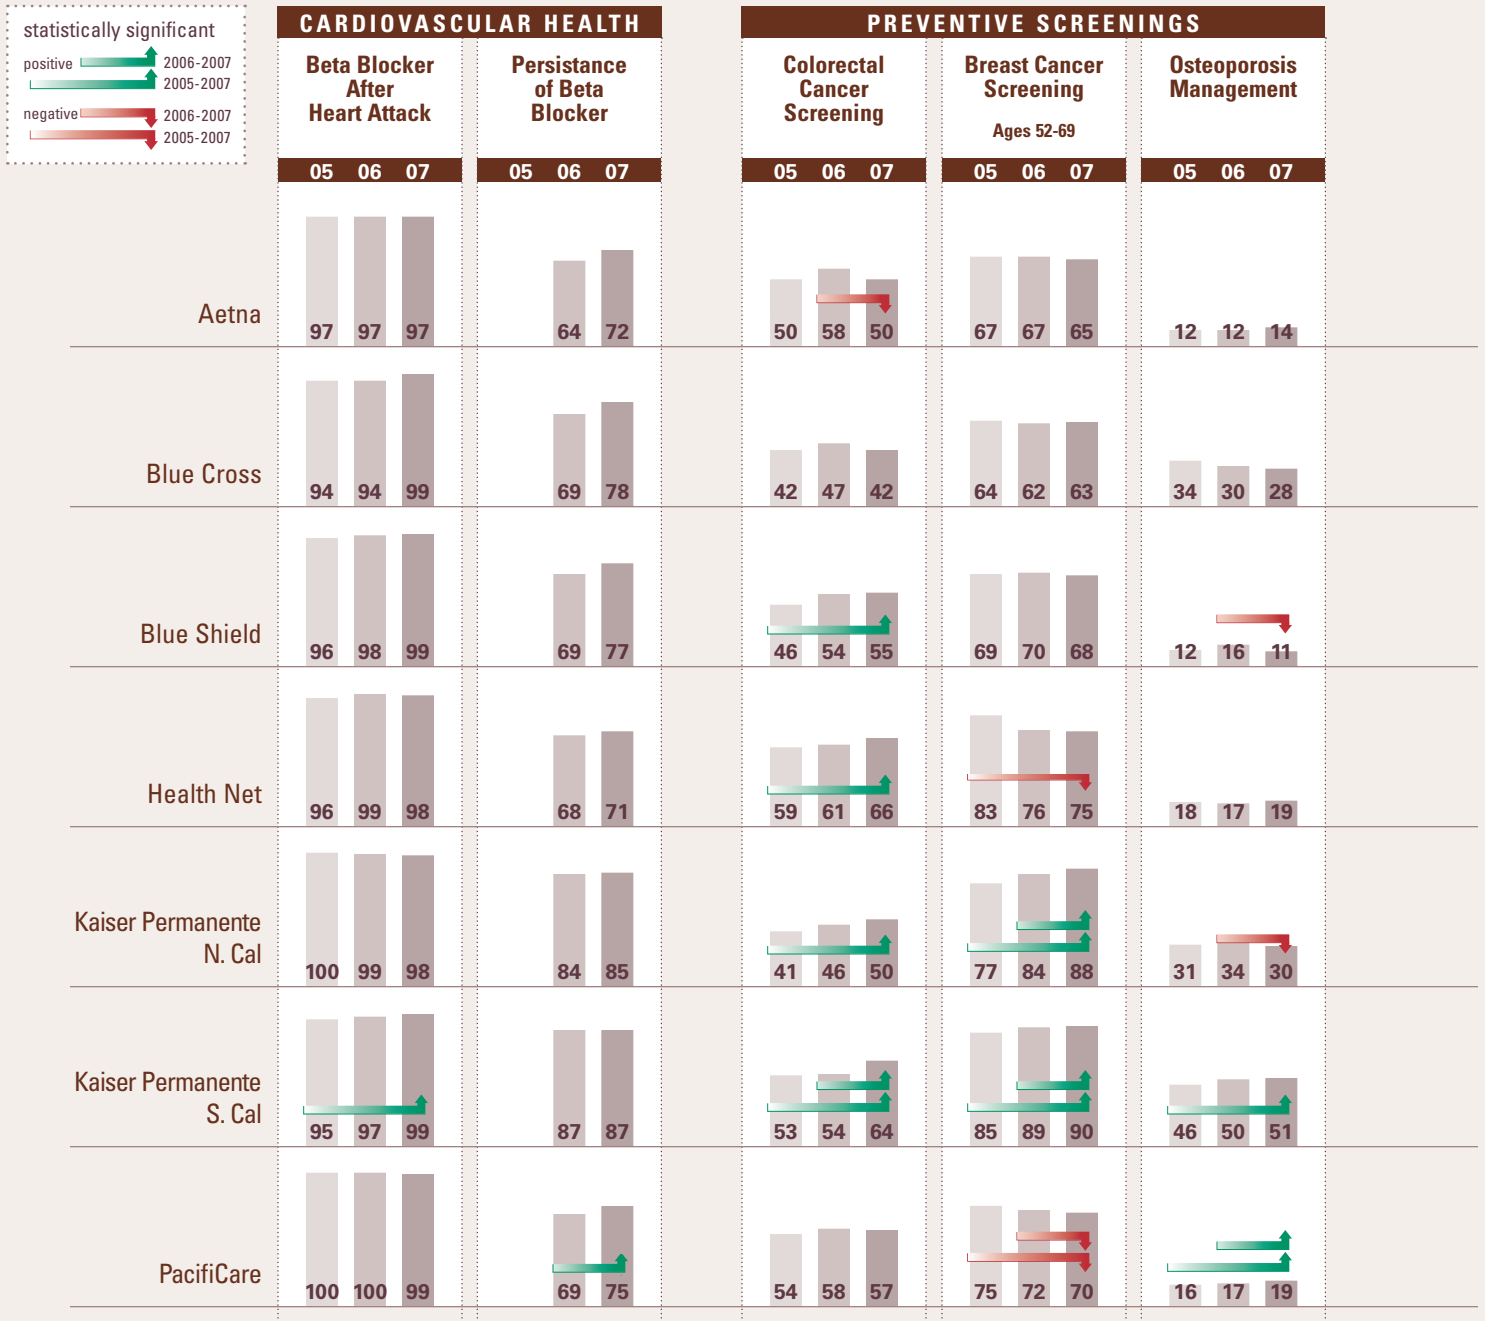 statistically significant
positive 2006-2007
2005-2007
negative 2006-2007
2005-2007
CARDIOVASCULAR HEALTH
PREVENTIVE SCREENINGS
Beta Blocker
After
Heart Attack
Persistance
of Beta
Blocker
Colorectal
Cancer
Screening
Breast Cancer
Screening
Ages 52-69
Osteoporosis
Management
05 06 07 05 06 07 05 06 07 05 06 07 05 06 07
Aetna
97 97 97 64 72 50 58 50 67 67 65 12 12 14
Blue Cross
94 94 99 69 78 42 47 42 64 62 63 34 30 28
Blue Shield
96 98 99 69 77 46 54 55 69 70 68 12 16 11
Health Net
96 99 98 68 71 59 61 66 83 76 75 18 17 19
Kaiser Permanente
N. Cal
100 99 98 84 85 41 46 50 77 84 88 31 34 30
Kaiser Permanente
S. Cal
95 97 99 87 87 53 54 64 85 89 90 46 50 51
PacifiCare
100 100 99 69 75 54 58 57 75 72 70 16 17 19